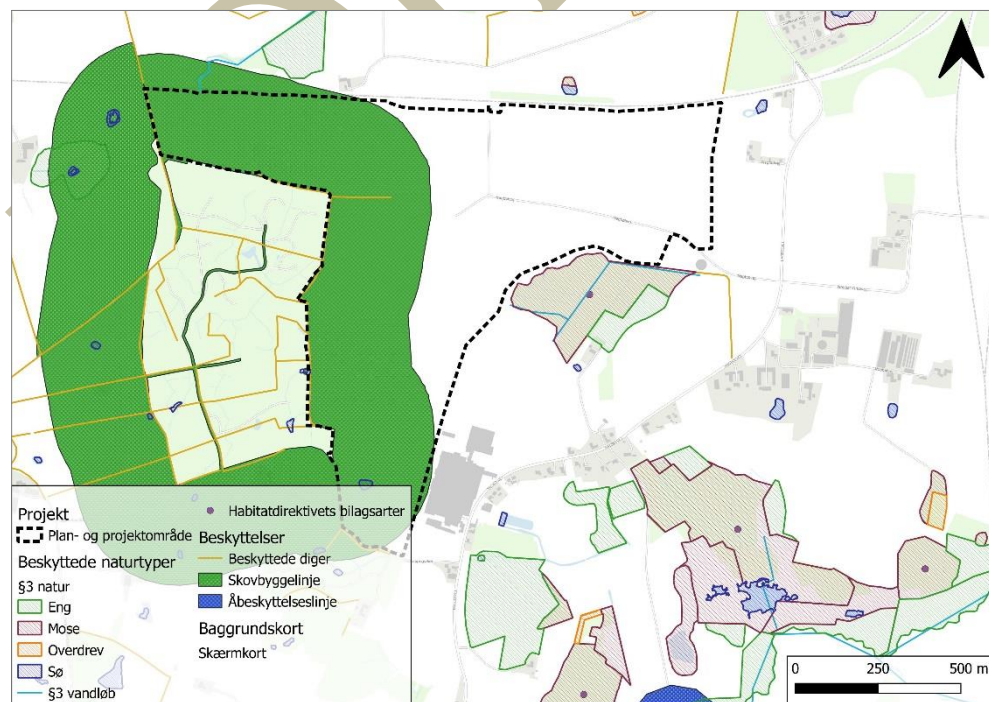 Projekt
Plan- og projektområde
Beskyttede naturtyper
§3 natur
Eng
Mose
Overdrev
Sø
§3 vandløb
Habitatdirektivets bilagsarter
Beskyttelser
Beskyttede diger
Skovbyggelinje
Åbeskyttelseslinje
Baggrundskort
Skærmkort
0 250 500 m